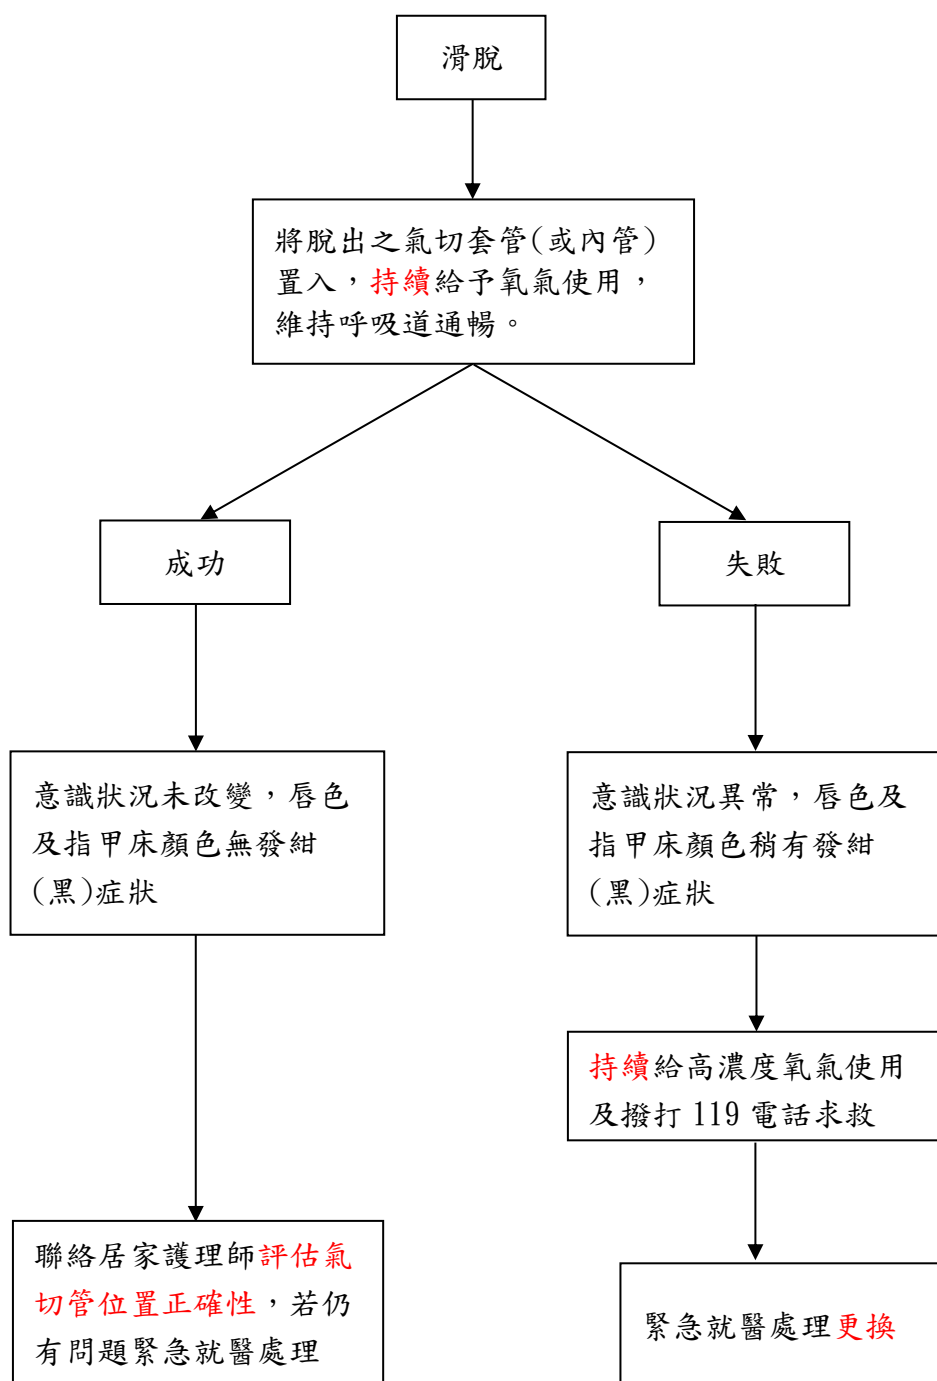 滑脫
將脫出之氣切套管(或內管)
置入，持續給予氧氣使用，
維持呼吸道通暢。
成功
失敗
意識狀況未改變，唇色
及指甲床顏色無發紺
(黑)症狀
意識狀況異常，唇色及
指甲床顏色稍有發紺
(黑)症狀
持續給高濃度氧氣使用
及撥打 119 電話求救
聯絡居家護理師評估氣
切管位置正確性，若仍
有問題緊急就醫處理
緊急就醫處理更換